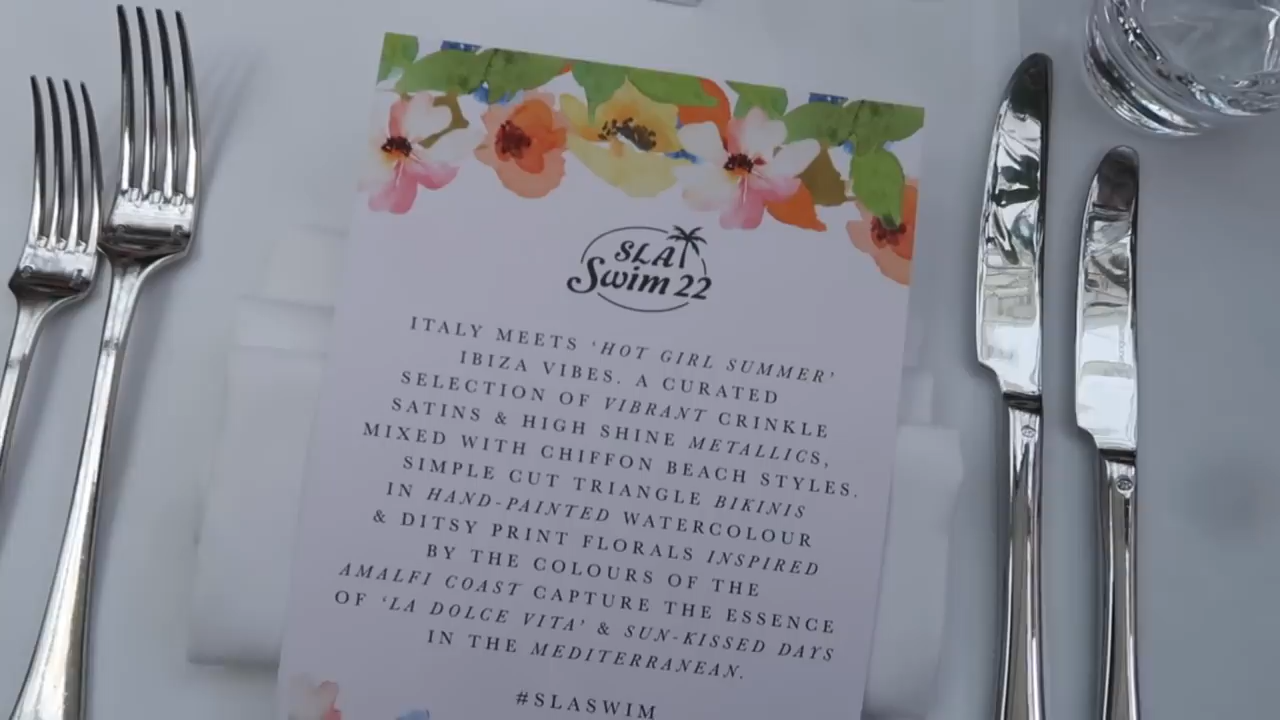 SLA
Swim 22
ITALY MEETS ‘HOT GIRL SUMMER’
IBIZA VIBES. A CURATED
SELECTION OF VIBRANT CRINKLE
SATINS & HIGH SHINE METALLICS,
MIXED WITH CHIFFON BEACH STYLES.
SIMPLE CUT TRIANGLE BIKINIS
IN HAND-PAINTED WATERCOLOUR
& DITSY PRINT FLORALS INSPIRED
BY THE COLOURS OF THE
AMALFI COAST CAPTURE THE ESSENCE
OF ‘LA DOLCE VITA’ & SUN-KISSED DAYS
IN THE MEDITERRANEAN.
#SLASWIM